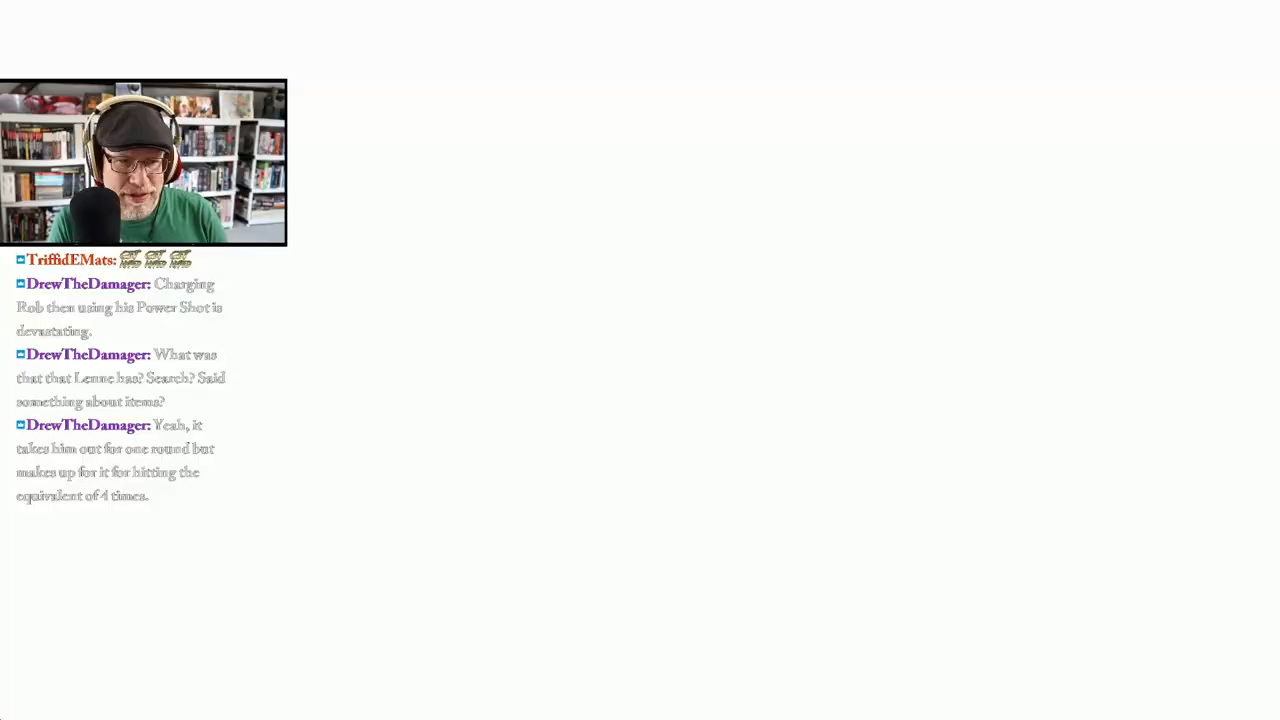 TriffidEMats:
DrewTheDamager: Charging
Rob then using his Power Shot is
devastating.
DrewTheDamager: What was
that that Lenne has? Search? Said
something about items?
DrewTheDamager: Yeah, it
takes him out for one round but
makes up for it for hitting the
equivalent of 4 times.